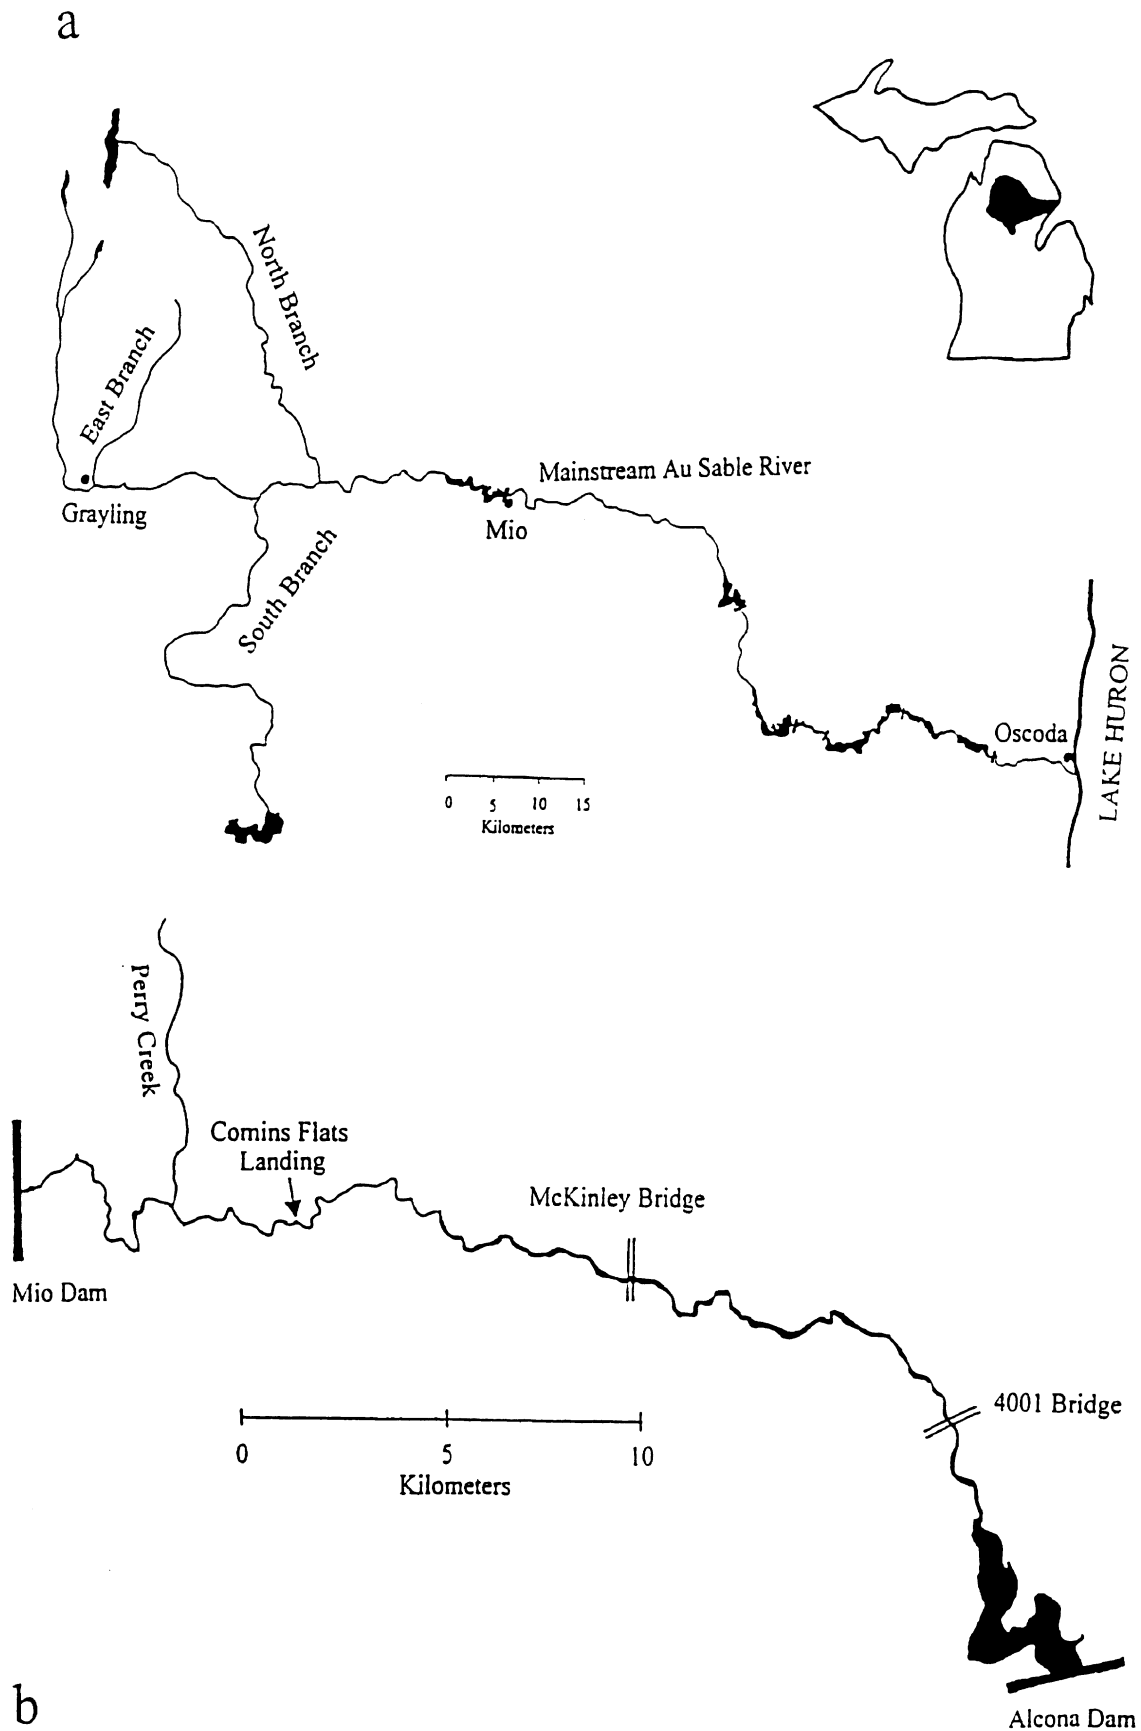 a
North Branch
East Branch
Mainstream Au Sable River
Grayling
Mio
South Branch
Oscoda
LAKE HURON
0 5 10 15
Kilometers
Perry Creek
Comins Flats
Landing
McKinley Bridge
Mio Dam
4001 Bridge
0 5 10
Kilometers
b
Alcona Dam